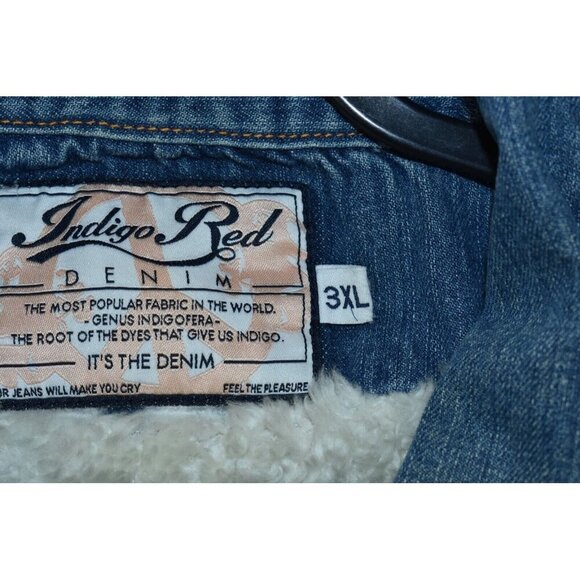 Indigo Red
DENIM
THE MOST POPULAR FABRIC IN THE WORLD.
- GENUS INDIGOFERA -
THE ROOT OF THE DYES THAT GIVE US INDIGO.
IT'S THE DENIM
JEANS WILL MAKE YOU CRY FEEL THE PLEASURE
3XL